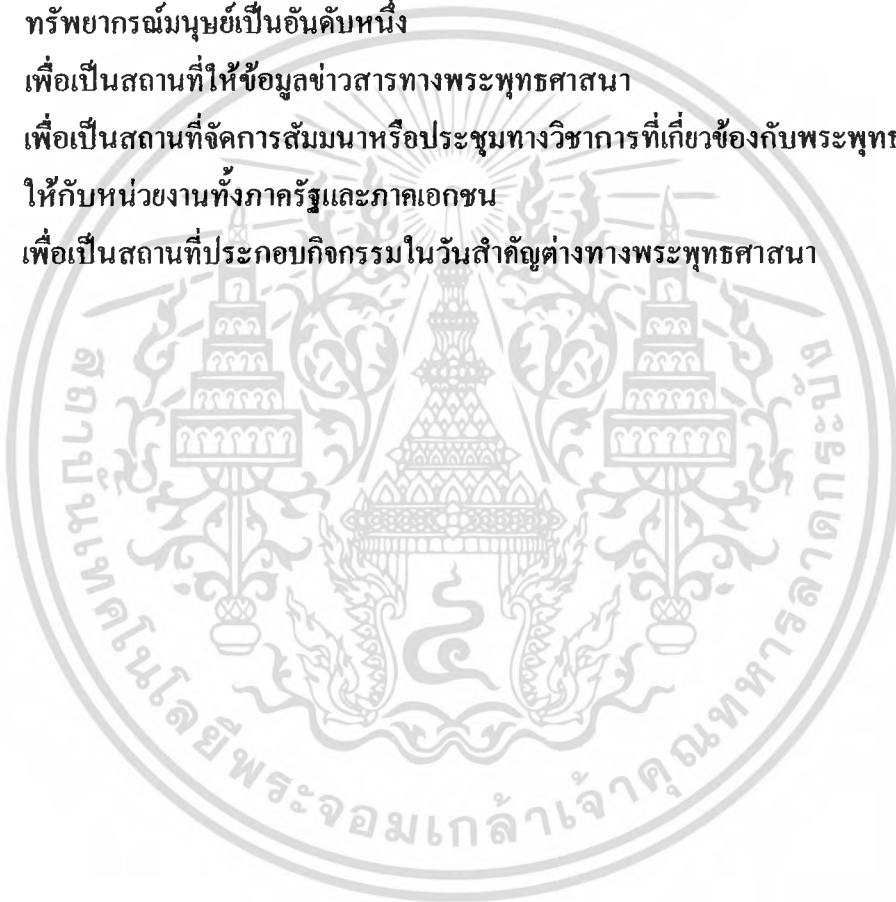 ทรัพยากรณ์มนุษย์เป็นอันดับหนึ่ง
เพื่อเป็นสถานที่ให้ข้อมูลข่าวสารทางพระพุทธศาสนา
เพื่อเป็นสถานที่จัดการสัมมนาหรือประชุมทางวิชาการที่เกี่ยวข้องกับพระพุทธ
ให้กับหน่วยงานทั้งภาครัฐและภาคเอกชน
เพื่อเป็นสถานที่ประกอบกิจกรรมในวันสำคัญต่างทางพระพุทธศาสนา
สถาบันเทคโนโลยีพระจอมเกล้าเจ้าคุณทหารลาดกระบัง
๔